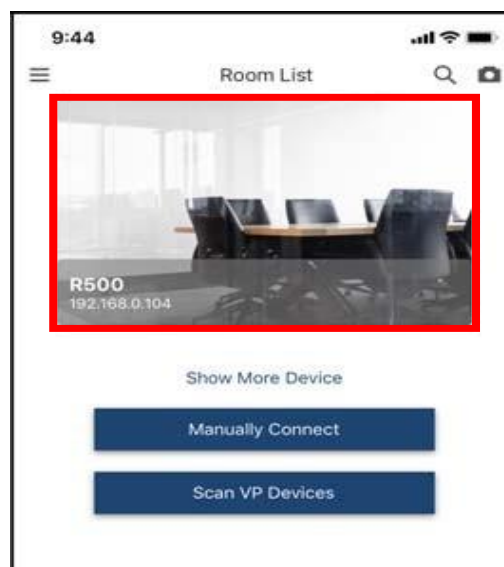 9:44
Room List
R500
192.168.0.104
Show More Device
Manually Connect
Scan VP Devices